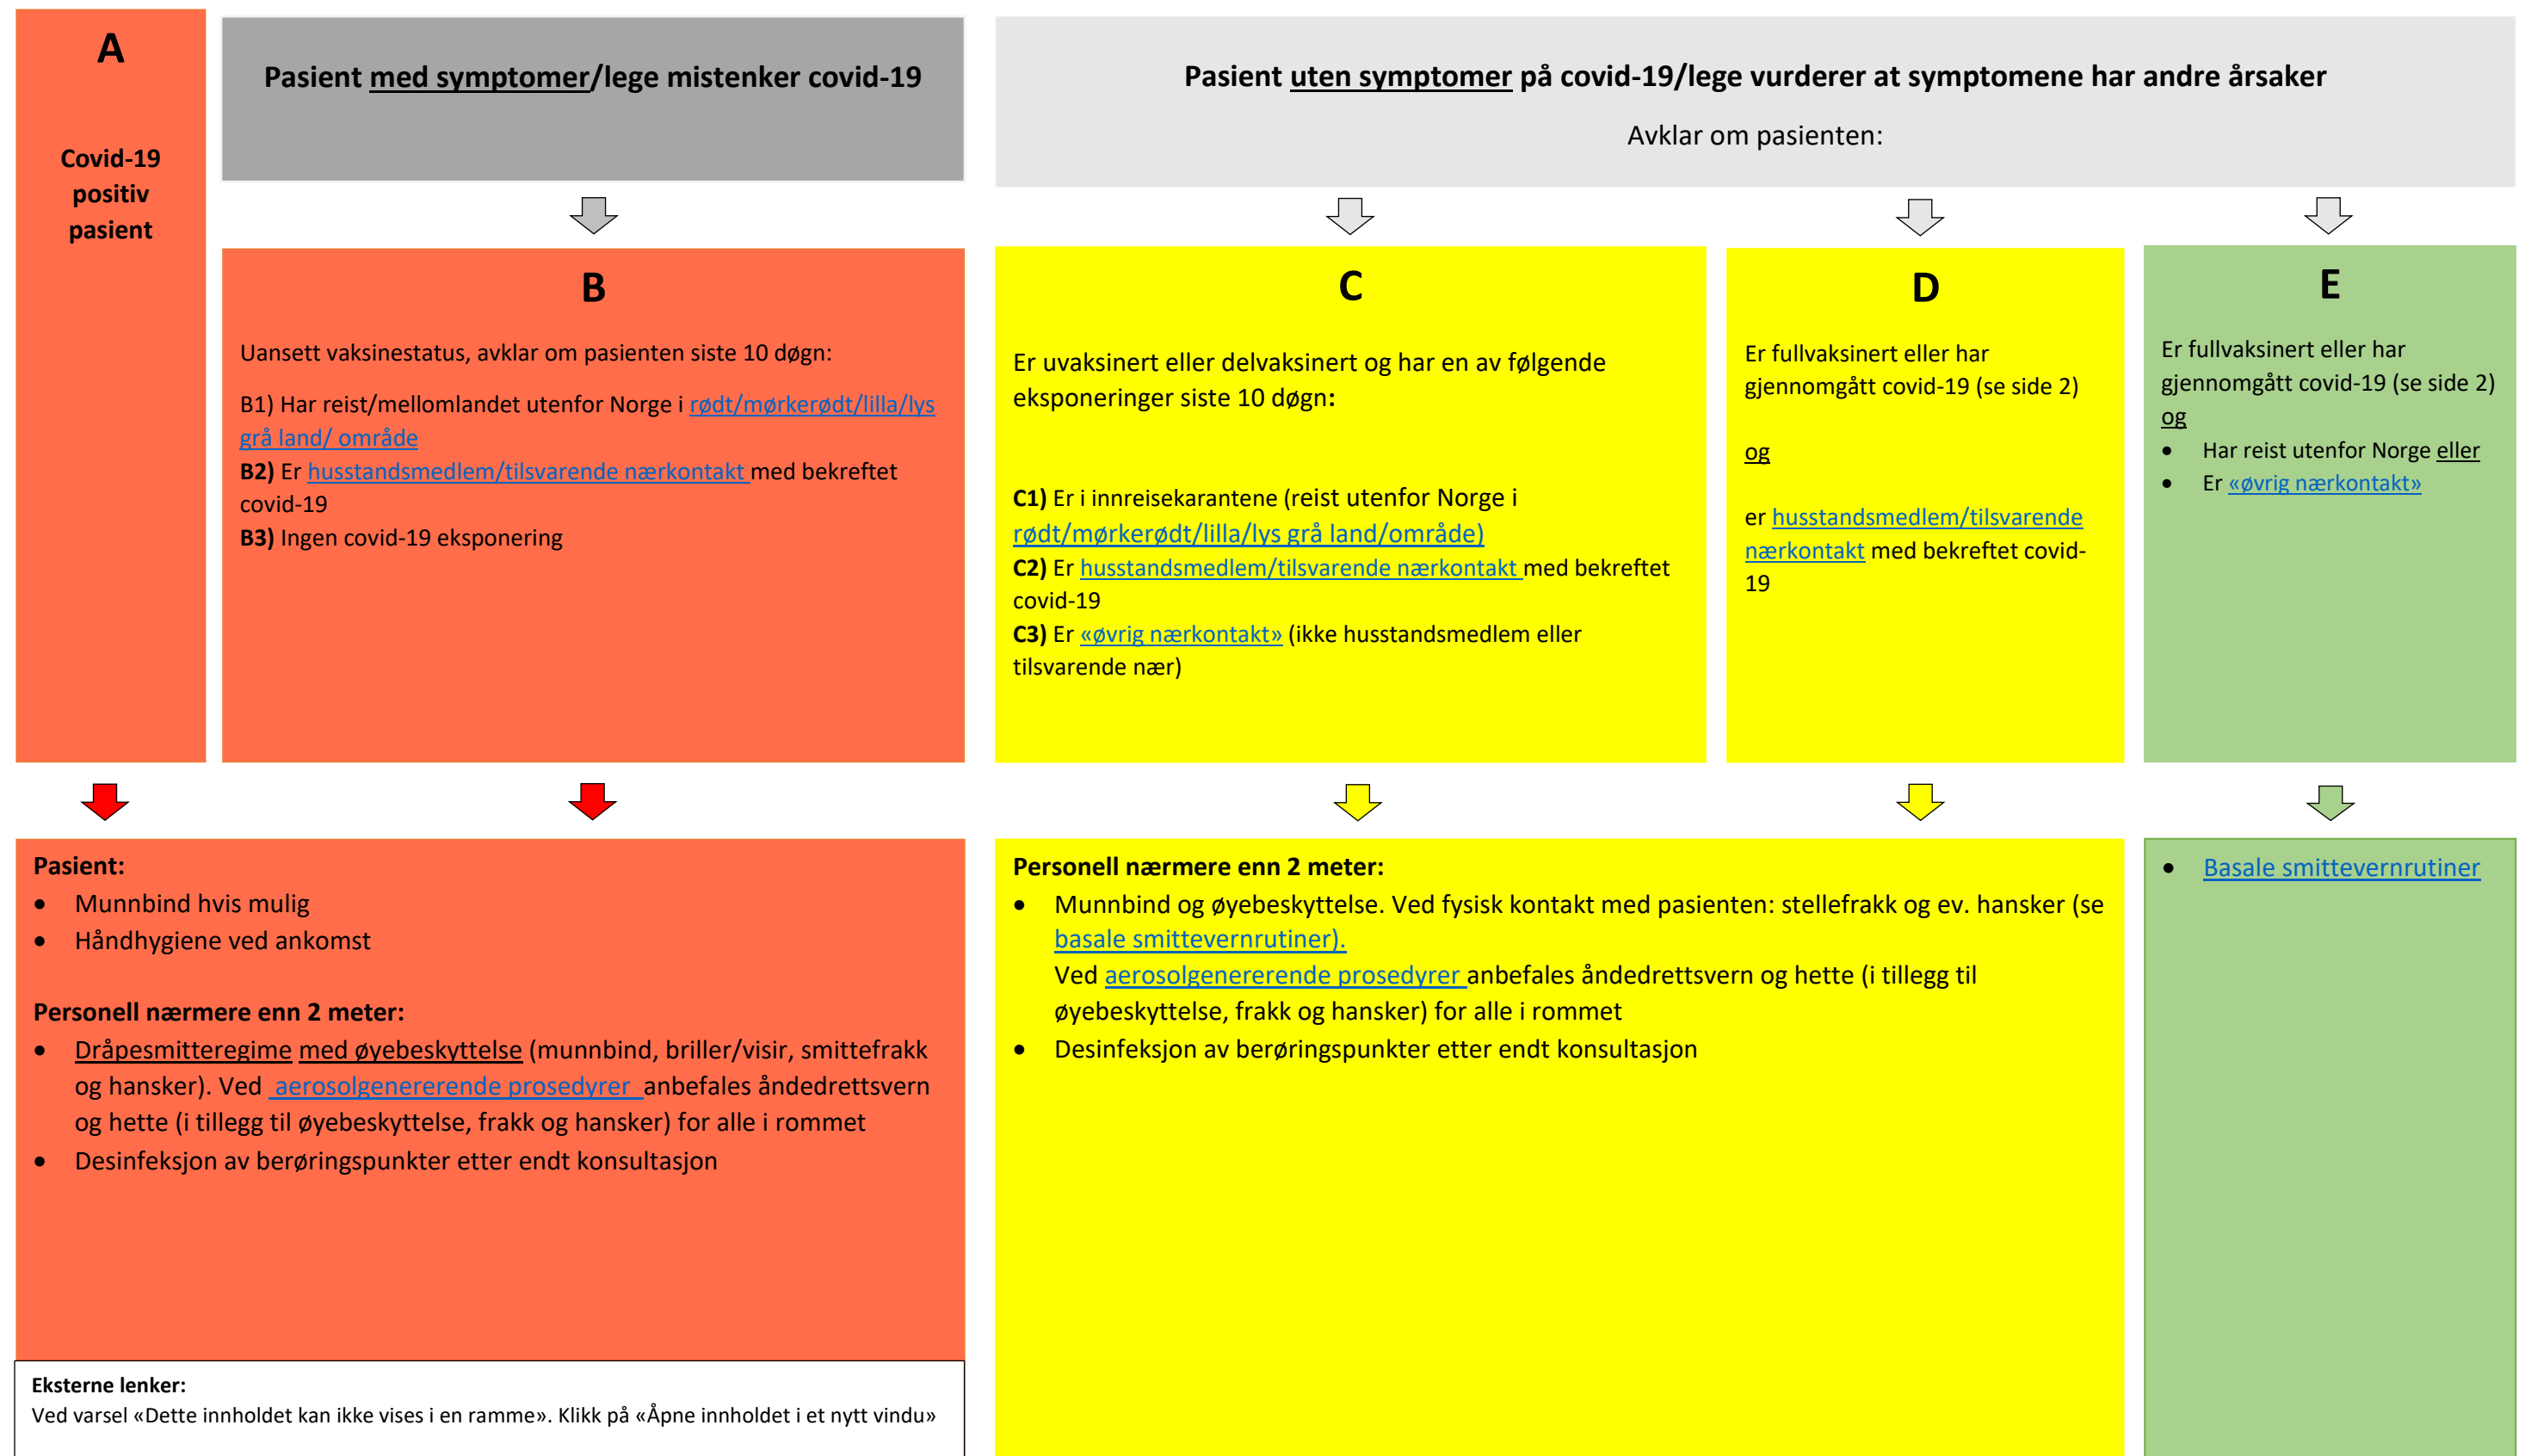 A
Covid-19
positiv
pasient
Pasient med symptomer/lege mistenker covid-19
Pasient uten symptomer på covid-19/lege vurderer at symptomene har andre årsaker
Avklar om pasienten:
B
Uansett vaksinestatus, avklar om pasienten siste 10 døgn:
B1) Har reist/mellomlandet utenfor Norge i rødt/mørkerødt/lilla/lys
grå land/ område
B2) Er husstandsmedlem/tilsvarende nærkontakt med bekreftet
covid-19
B3) Ingen covid-19 eksponering
C
Er uvaksinert eller delvaksinert og har en av følgende
eksponeringer siste 10 døgn:
C1) Er i innreisekarantene (reist utenfor Norge i
rødt/mørkerødt/lilla/lys grå land/område)
C2) Er husstandsmedlem/tilsvarende nærkontakt med bekreftet
covid-19
C3) Er «øvrig nærkontakt» (ikke husstandsmedlem eller
tilsvarende nær)
D
Er fullvaksinert eller har
gjennomgått covid-19 (se side 2)
og
er husstandsmedlem/tilsvarende
nærkontakt med bekreftet covid-
19
E
Er fullvaksinert eller har
gjennomgått covid-19 (se side 2)
og
• Har reist utenfor Norge eller
• Er «øvrig nærkontakt»
Pasient:
• Munnbind hvis mulig
• Håndhygiene ved ankomst
Personell nærmere enn 2 meter:
• Dråpesmitteregime med øyebeskyttelse (munnbind, briller/visir, smittefrakk
og hansker). Ved aerosolgenererende prosedyrer anbefales åndedrettsvern
og hette (i tillegg til øyebeskyttelse, frakk og hansker) for alle i rommet
• Desinfeksjon av berøringspunkter etter endt konsultasjon
Personell nærmere enn 2 meter:
• Munnbind og øyebeskyttelse. Ved fysisk kontakt med pasienten: stellefrakk og ev. hansker (se
basale smittevernrutiner).
Ved aerosolgenererende prosedyrer anbefales åndedrettsvern og hette (i tillegg til
øyebeskyttelse, frakk og hansker) for alle i rommet
• Desinfeksjon av berøringspunkter etter endt konsultasjon
• Basale smittevernrutiner
Eksterne lenker:
Ved varsel «Dette innholdet kan ikke vises i en ramme». Klikk på «Åpne innholdet i et nytt vindu»